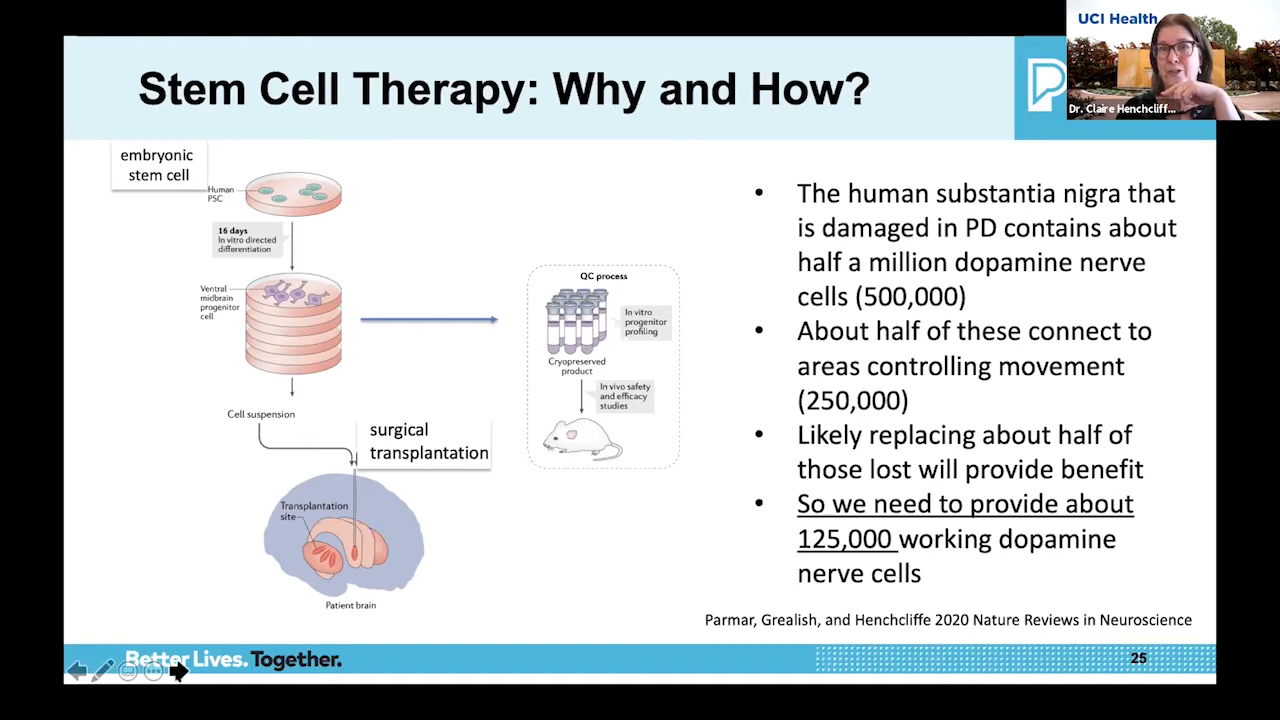 UCI Health
Dr. Claire Henchcliff...
Stem Cell Therapy: Why and How?
embryonic
stem cell
Human
PSC
16 days
In vitro directed
differentiation
Ventral
midbrain
progenitor
cell
Cell suspension
surgical
transplantation
Transplantation
site
Patient brain
QC process
In vitro
progenitor
profiling
Cryopreserved
product
In vivo safety
and efficacy
studies
• The human substantia nigra that
is damaged in PD contains about
half a million dopamine nerve
cells (500,000)
• About half of these connect to
areas controlling movement
(250,000)
• Likely replacing about half of
those lost will provide benefit
• So we need to provide about
125,000 working dopamine
nerve cells
Parmar, Grealish, and Henchcliffe 2020 Nature Reviews in Neuroscience
Better Lives. Together.
25